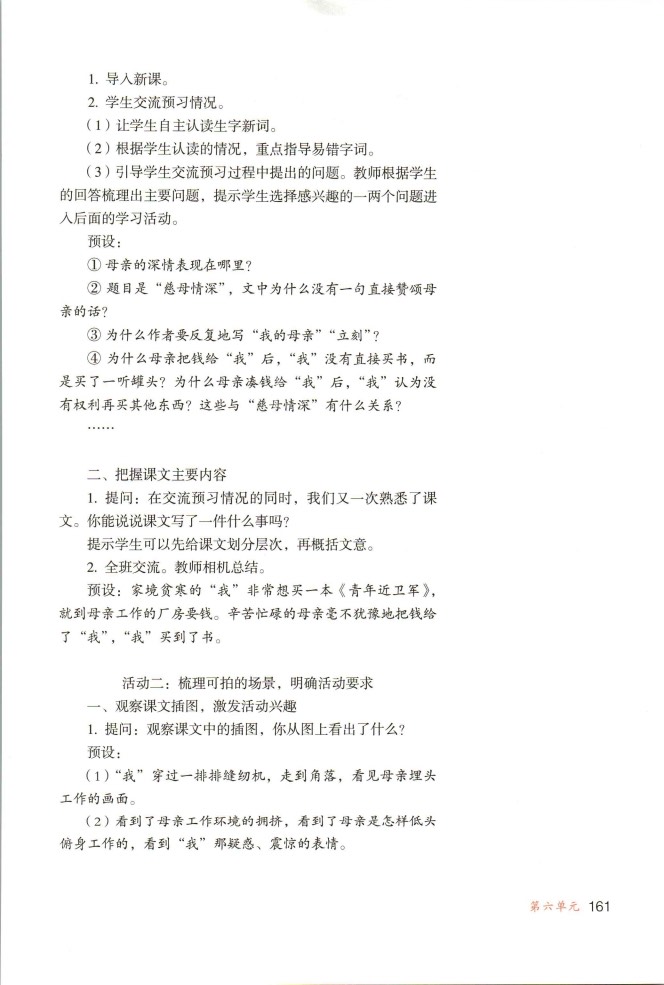 1. 导入新课。
2. 学生交流预习情况。
（1）让学生自主认读生字新词。
（2）根据学生认读的情况，重点指导易错字词。
（3）引导学生交流预习过程中提出的问题。教师根据学生
的回答梳理出主要问题，提示学生选择感兴趣的一两个问题进
入后面的学习活动。
预设：
① 母亲的深情表现在哪里？
② 题目是“慈母情深”，文中为什么没有一句直接赞颂母
亲的话？
③ 为什么作者要反复地写“我的母亲”“立刻”？
④ 为什么母亲把钱给“我”后，“我”没有直接买书，而
是买了一听罐头？为什么母亲凑钱给“我”后，“我”认为没
有权利再买其他东西？这些与“慈母情深”有什么关系？
……
二、把握课文主要内容
1. 提问：在交流预习情况的同时，我们又一次熟悉了课
文。你能说说课文写了一件什么事吗？
提示学生可以先给课文划分层次，再概括文意。
2. 全班交流。教师相机总结。
预设：家境贫寒的“我”非常想买一本《青年近卫军》，
就到母亲工作的厂房要钱。辛苦忙碌的母亲毫不犹豫地把钱给
了“我”，“我”买到了书。
活动二：梳理可拍的场景，明确活动要求
一、观察课文插图，激发活动兴趣
1. 提问：观察课文中的插图，你从图上看出了什么？
预设：
（1）“我”穿过一排排缝纫机，走到角落，看见母亲埋头
工作的画面。
（2）看到了母亲工作环境的拥挤，看到了母亲是怎样低头
俯身工作的，看到“我”那疑惑、震惊的表情。
第六单元 161